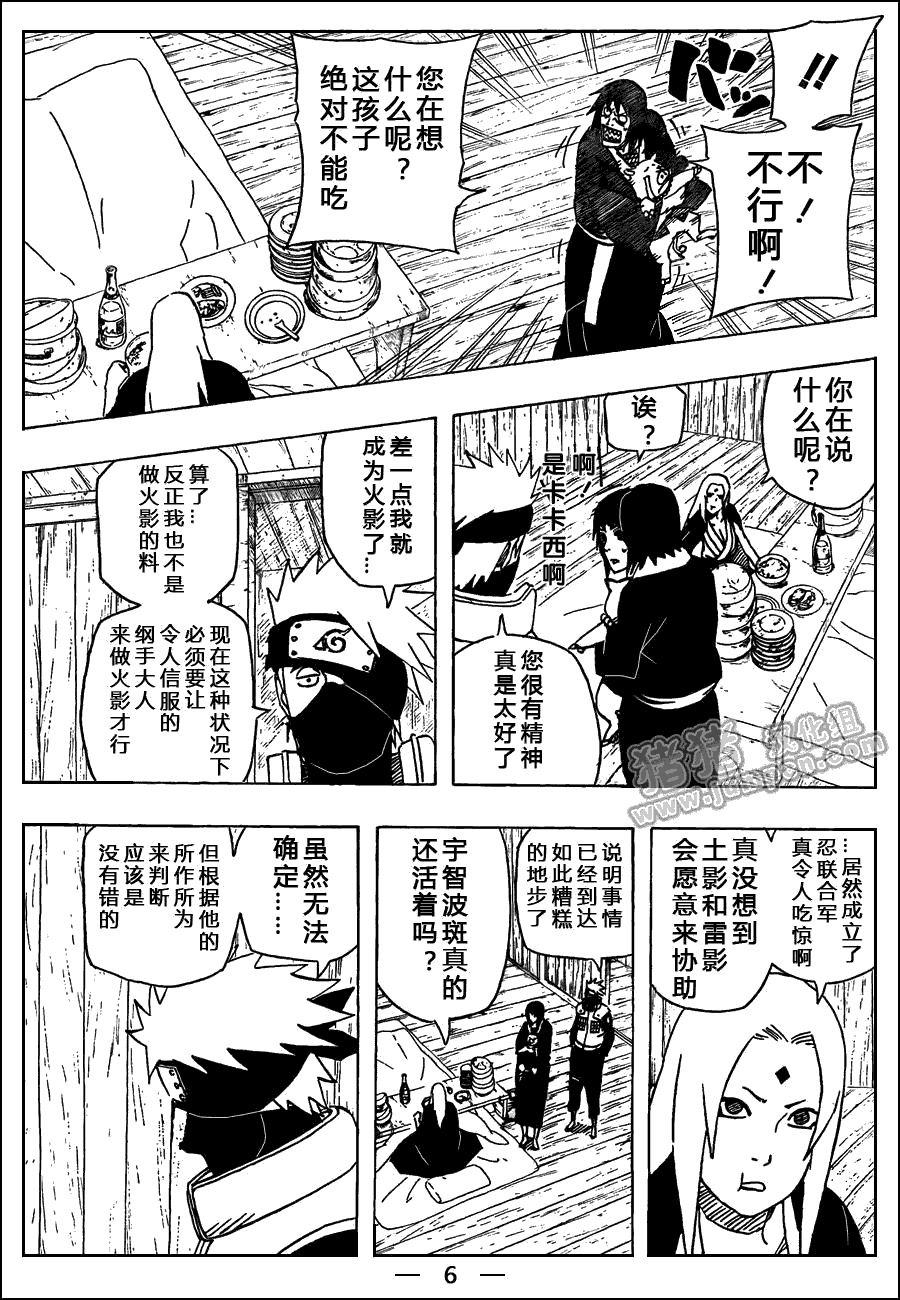 !!
不！
不行啊！
バッ
您在想
什么呢？
这孩子
绝对不能吃
你在说
什么呢？
诶？
啊！
是卡卡西啊
您很有精神
真是太好了
差一点我就
成为火影了…
算了…
反正我也不是
做火影的料
现在这种状况下
必须要让
令人信服的
纲手大人
来做火影才行
…居然成立了
忍联合军
真令人吃惊啊
真没想到
土影和雷影
会愿意来协助
说明事情
已经到达
如此糟糕
的地步了
宇智波斑真的
还活着吗？
虽然无法
确定……
但根据他的
所作所为
来判断
应该是
没有错的
猪猪－汉化组
— 6 —